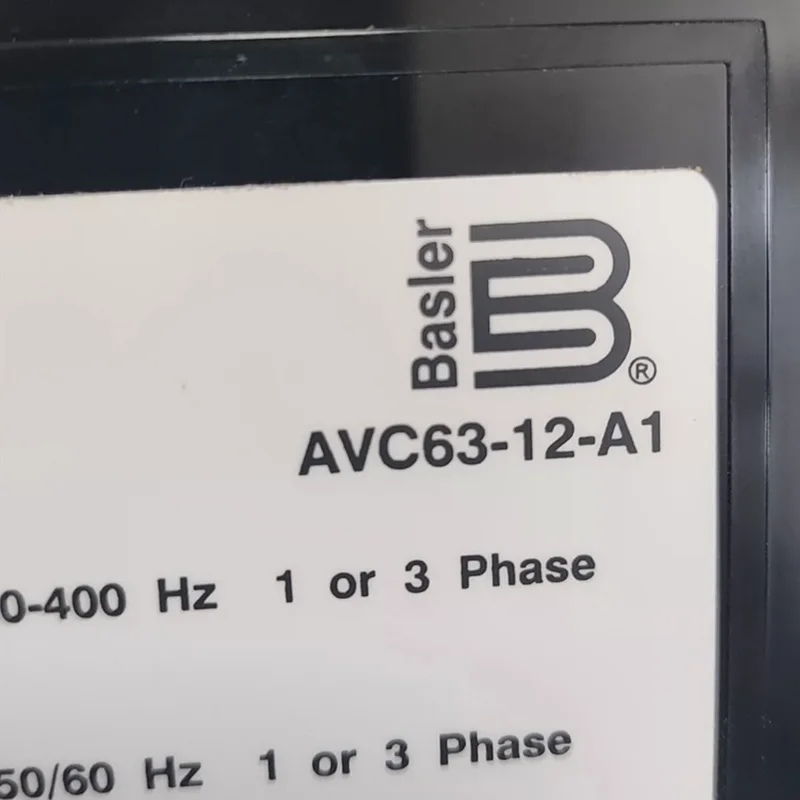 Basler
®
AVC63-12-A1
0-400 Hz 1 or 3 Phase
50/60 Hz 1 or 3 Phase